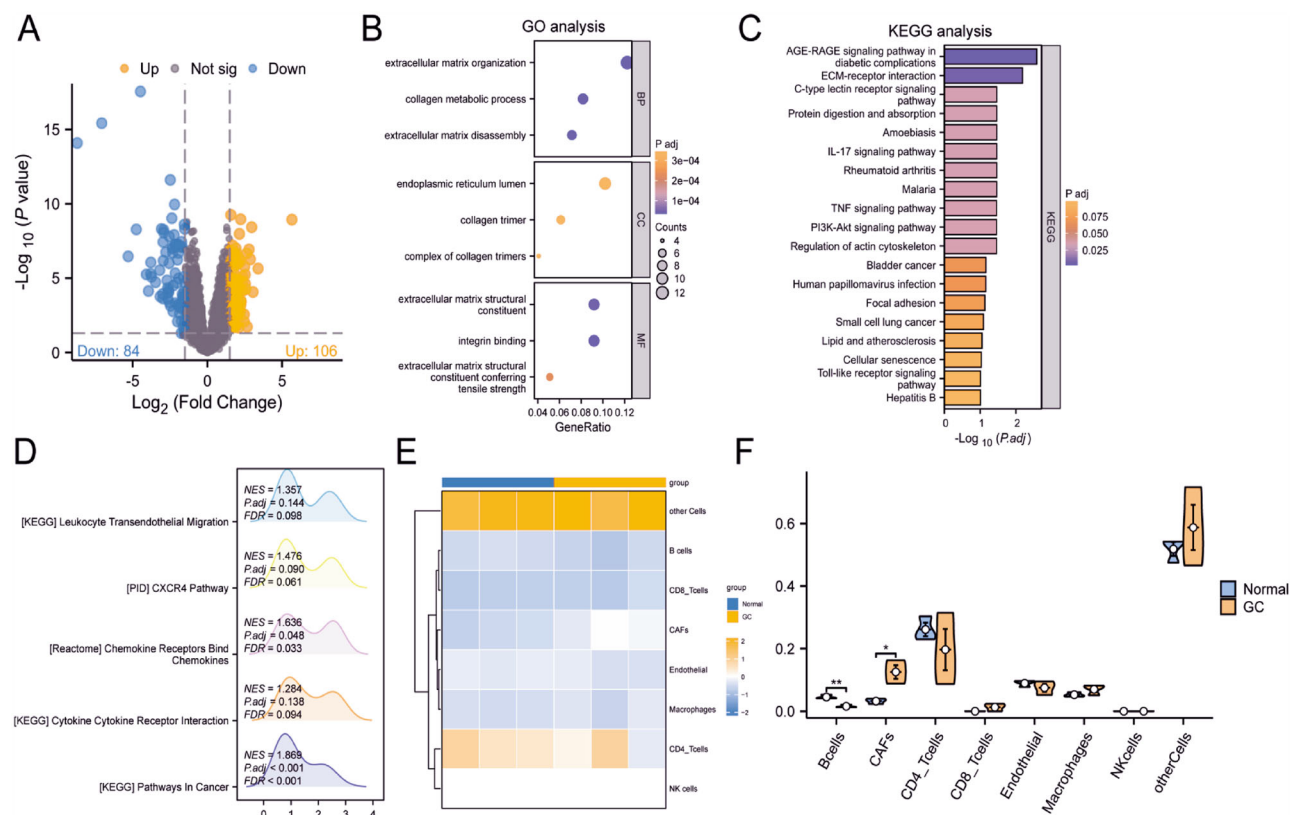 A
Up
Not sig
Down
-Log 10 (P value)
15
10
5
0
Down: 84
Up: 106
-5
0
5
Log2 (Fold Change)
B
GO analysis
extracellular matrix organization
collagen metabolic process
extracellular matrix disassembly
BP
endoplasmic reticulum lumen
collagen trimer
complex of collagen trimers
CC
extracellular matrix structural
constituent
integrin binding
extracellular matrix structural
constituent conferring
tensile strength
MF
0.04 0.06 0.08 0.10 0.12
GeneRatio
P adj
3e-04
2e-04
1e-04
Counts
4
6
8
10
12
C
KEGG analysis
AGE-RAGE signaling pathway in
diabetic complications
ECM-receptor interaction
C-type lectin receptor signaling
pathway
Protein digestion and absorption
Amoebiasis
IL-17 signaling pathway
Rheumatoid arthritis
Malaria
TNF signaling pathway
PI3K-Akt signaling pathway
Regulation of actin cytoskeleton
Bladder cancer
Human papillomavirus infection
Focal adhesion
Small cell lung cancer
Lipid and atherosclerosis
Cellular senescence
Toll-like receptor signaling
pathway
Hepatitis B
KEGG
0 1 2
-Log 10 (P.adj)
P adj
0.075
0.050
0.025
D
NES = 1.357
P.adj = 0.144
FDR = 0.098
[KEGG] Leukocyte Transendothelial Migration
NES = 1.476
P.adj = 0.090
FDR = 0.061
[PID] CXCR4 Pathway
NES = 1.636
P.adj = 0.048
FDR = 0.033
[Reactome] Chemokine Receptors Bind
Chemokines
NES = 1.284
P.adj = 0.138
FDR = 0.094
[KEGG] Cytokine Cytokine Receptor Interaction
NES = 1.869
P.adj < 0.001
FDR < 0.001
[KEGG] Pathways In Cancer
0 1 2 3 4
E
group
other Cells
B cells
CD8_Tcells
CAFs
Endothelial
Macrophages
CD4_Tcells
NK cells
group
Normal
GC
2
1
0
−1
−2
F
0.6
0.4
0.2
0.0
**
*
Bcells
CAFs
CD4_Tcells
CD8_Tcells
Endothelial
Macrophages
NKcells
otherCells
Normal
GC